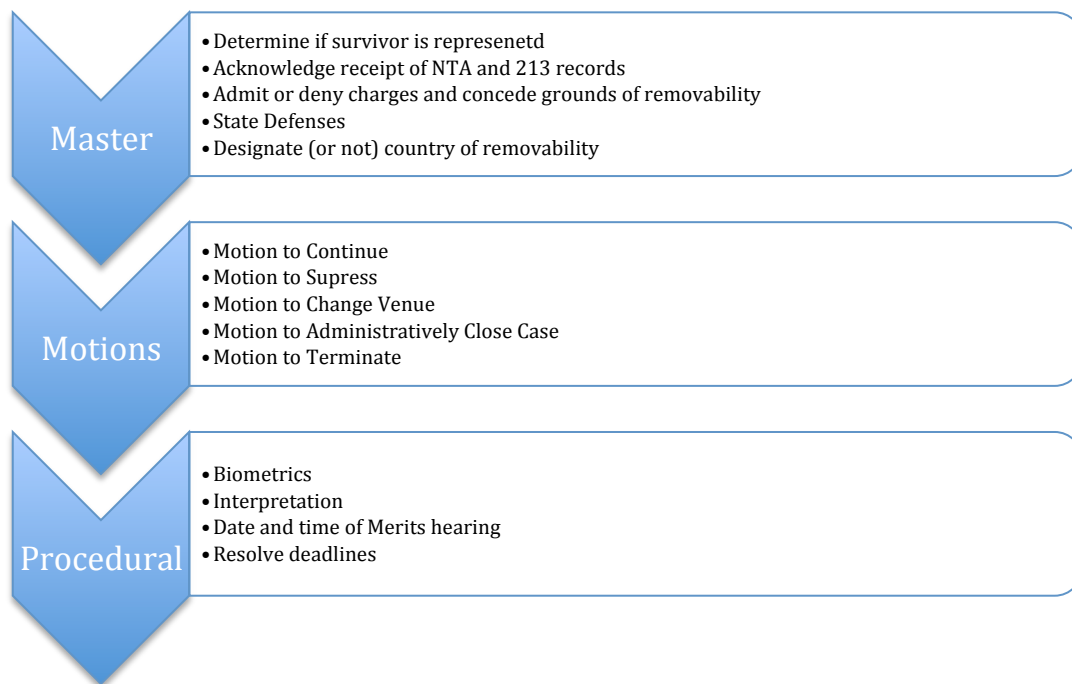 Master
•Determine if survivor is represenetd
•Acknowledge receipt of NTA and 213 records
•Admit or deny charges and concede grounds of removability
•State Defenses
•Designate (or not) country of removability
Motions
•Motion to Continue
•Motion to Supress
•Motion to Change Venue
•Motion to Administratively Close Case
•Motion to Terminate
Procedural
•Biometrics
•Interpretation
•Date and time of Merits hearing
•Resolve deadlines